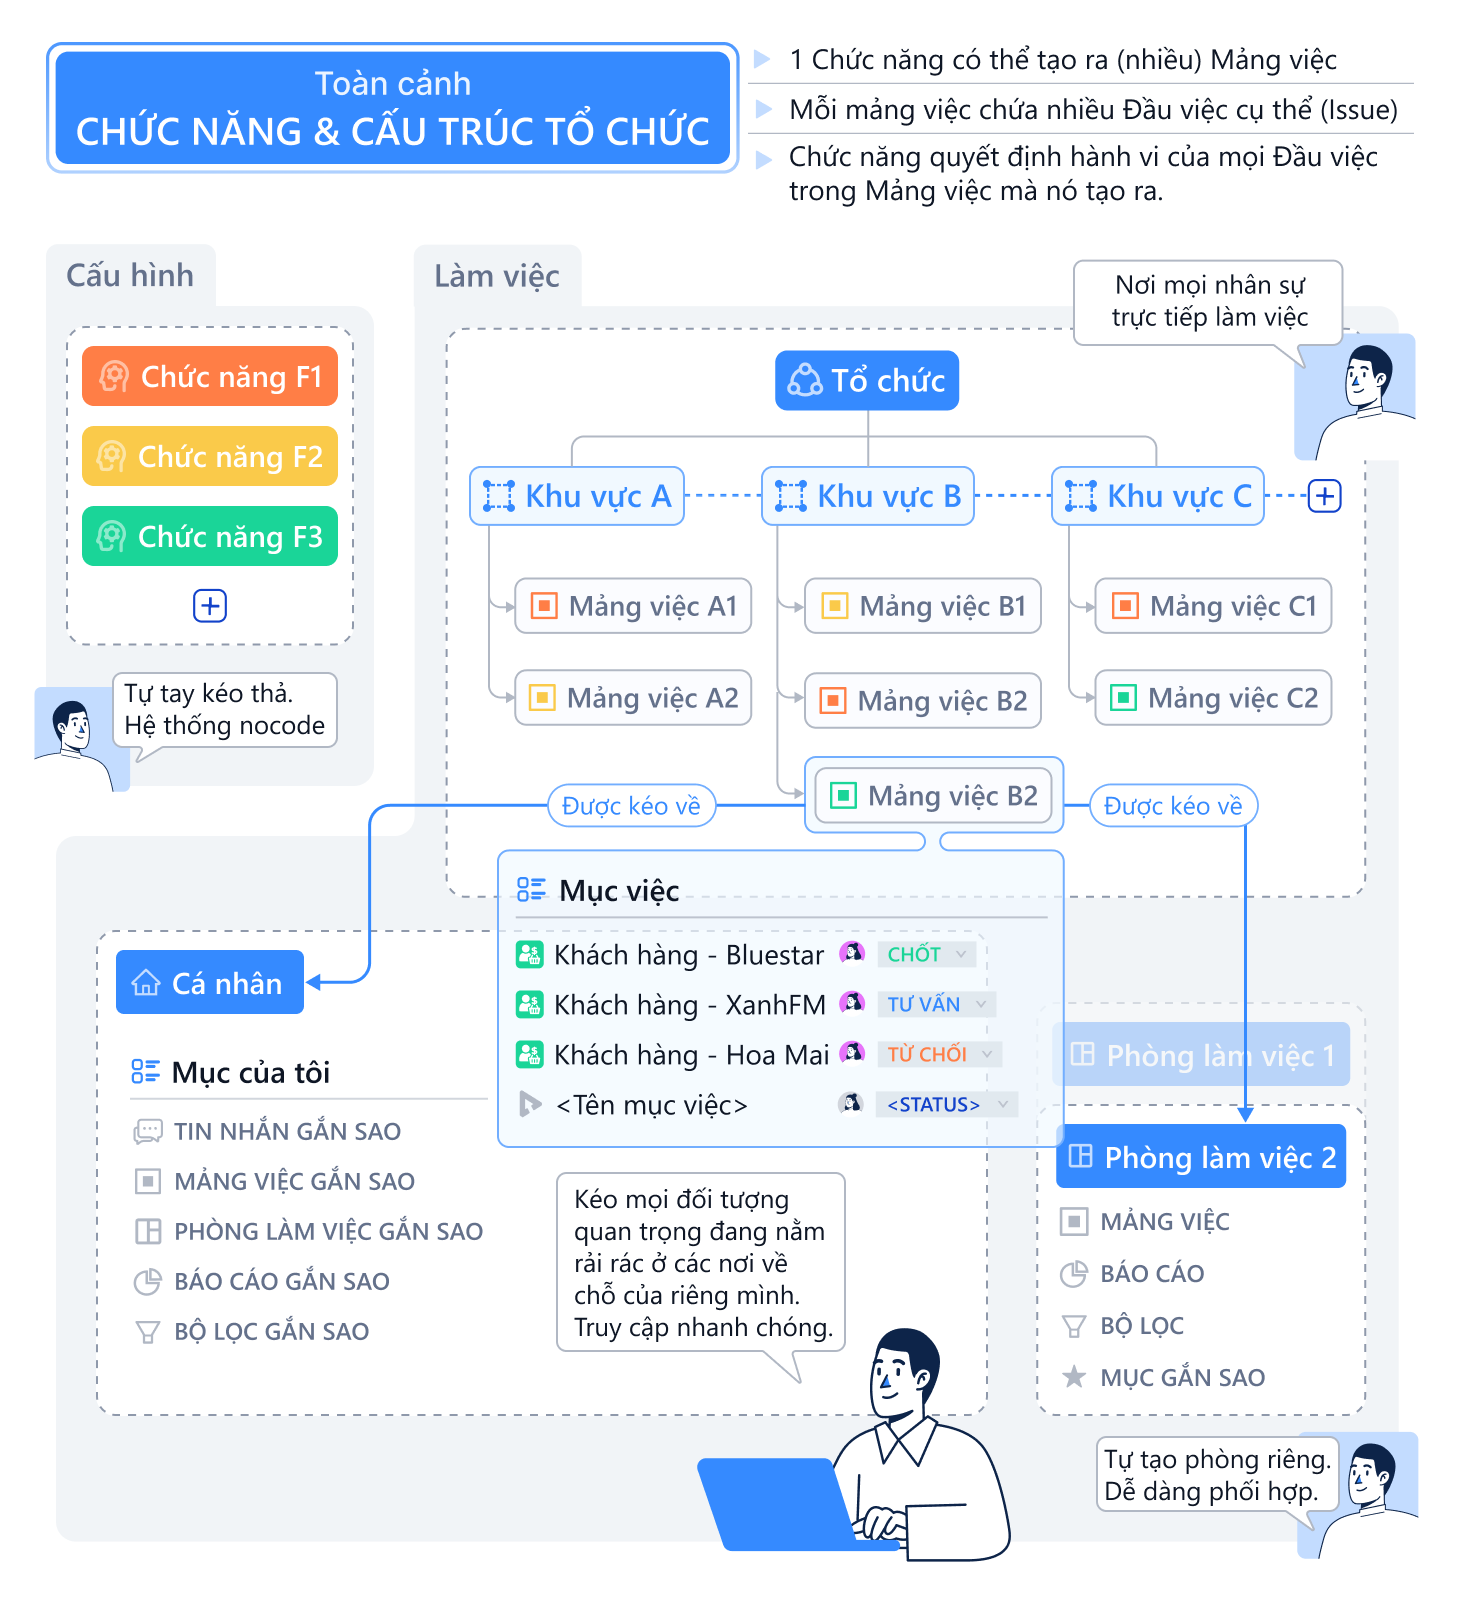 Toàn cảnh
CHỨC NĂNG & CẤU TRÚC TỔ CHỨC
1 Chức năng có thể tạo ra (nhiều) Mảng việc
Mỗi mảng việc chứa nhiều Đầu việc cụ thể (Issue)
Chức năng quyết định hành vi của mọi Đầu việc
trong Mảng việc mà nó tạo ra.
Cấu hình
Chức năng F1
Chức năng F2
Chức năng F3
Tự tay kéo thả.
Hệ thống nocode
Làm việc
Nơi mọi nhân sự
trực tiếp làm việc
Tổ chức
Khu vực A
Khu vực B
Khu vực C
Mảng việc A1
Mảng việc B1
Mảng việc C1
Mảng việc A2
Mảng việc B2
Mảng việc C2
Được kéo về
Mảng việc B2
Được kéo về
Mục việc
Khách hàng - Bluestar
CHỐT
Khách hàng - XanhFM
TƯ VẤN
Khách hàng - Hoa Mai
TỪ CHỐI
<Tên mục việc>
<STATUS>
Cá nhân
Mục của tôi
TIN NHẮN GẮN SAO
MẢNG VIỆC GẮN SAO
PHÒNG LÀM VIỆC GẮN SAO
BÁO CÁO GẮN SAO
BỘ LỌC GẮN SAO
Kéo mọi đối tượng
quan trọng đang nằm
rải rác ở các nơi về
chỗ của riêng mình.
Truy cập nhanh chóng.
Phòng làm việc 1
Phòng làm việc 2
MẢNG VIỆC
BÁO CÁO
BỘ LỌC
MỤC GẮN SAO
Tự tạo phòng riêng.
Dễ dàng phối hợp.